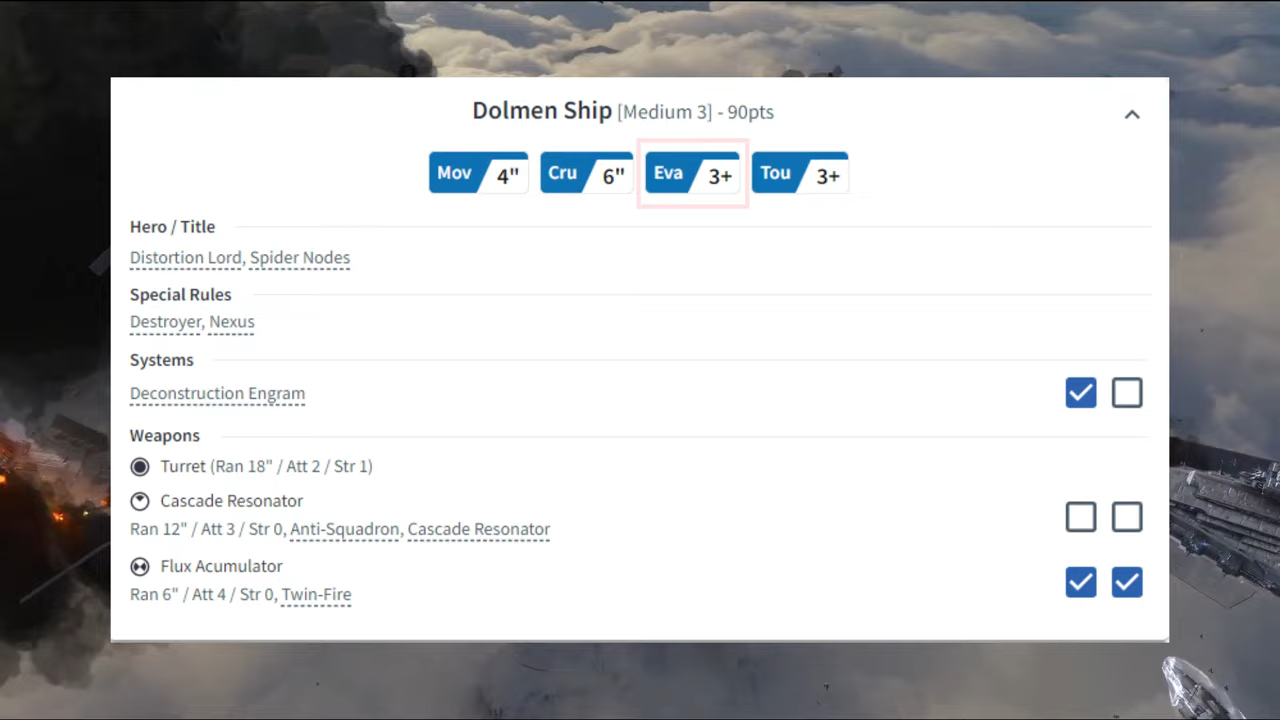 Dolmen Ship [Medium 3] - 90pts
Mov 4" Cru 6" Eva 3+ Tou 3+
Hero / Title
Distortion Lord, Spider Nodes
Special Rules
Destroyer, Nexus
Systems
Deconstruction Engram
Weapons
Turret (Ran 18" / Att 2 / Str 1)
Cascade Resonator
Ran 12" / Att 3 / Str 0, Anti-Squadron, Cascade Resonator
Flux Acumulator
Ran 6" / Att 4 / Str 0, Twin-Fire